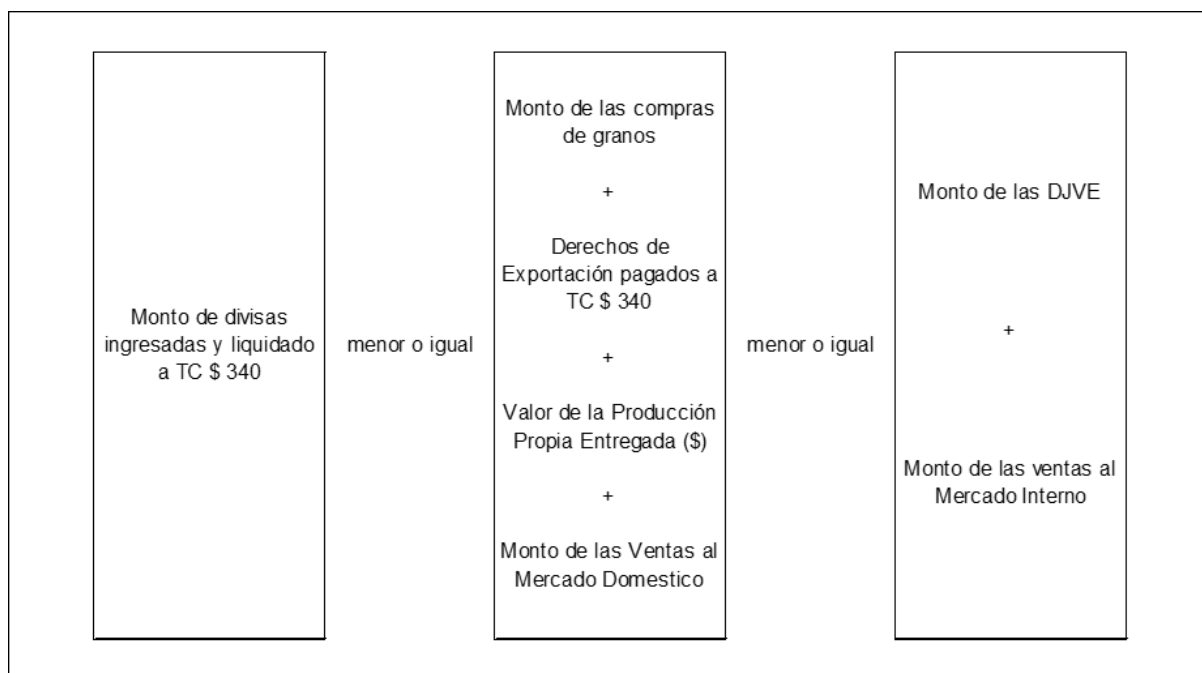 Monto de divisas
ingresadas y liquidado
a TC $ 340
menor o igual
Monto de las compras
de granos
+
Derechos de
Exportación pagados a
TC $ 340
+
Valor de la Producción
Propia Entregada ($)
+
Monto de las Ventas al
Mercado Domestico
menor o igual
Monto de las DJVE
+
Monto de las ventas al
Mercado Interno